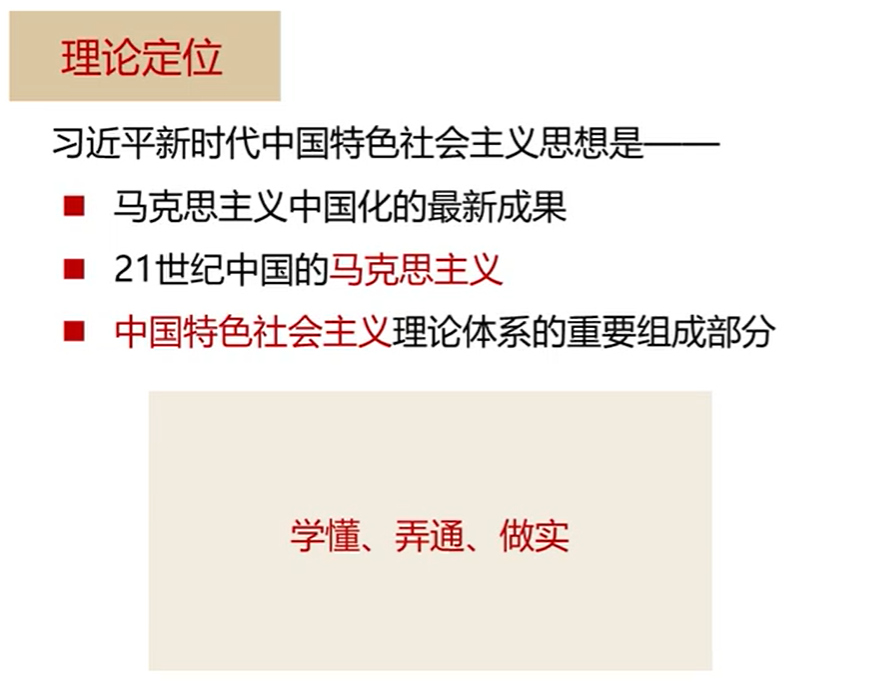 理论定位
习近平新时代中国特色社会主义思想是——
■ 马克思主义中国化的最新成果
■ 21世纪中国的马克思主义
■ 中国特色社会主义理论体系的重要组成部分
学懂、弄通、做实